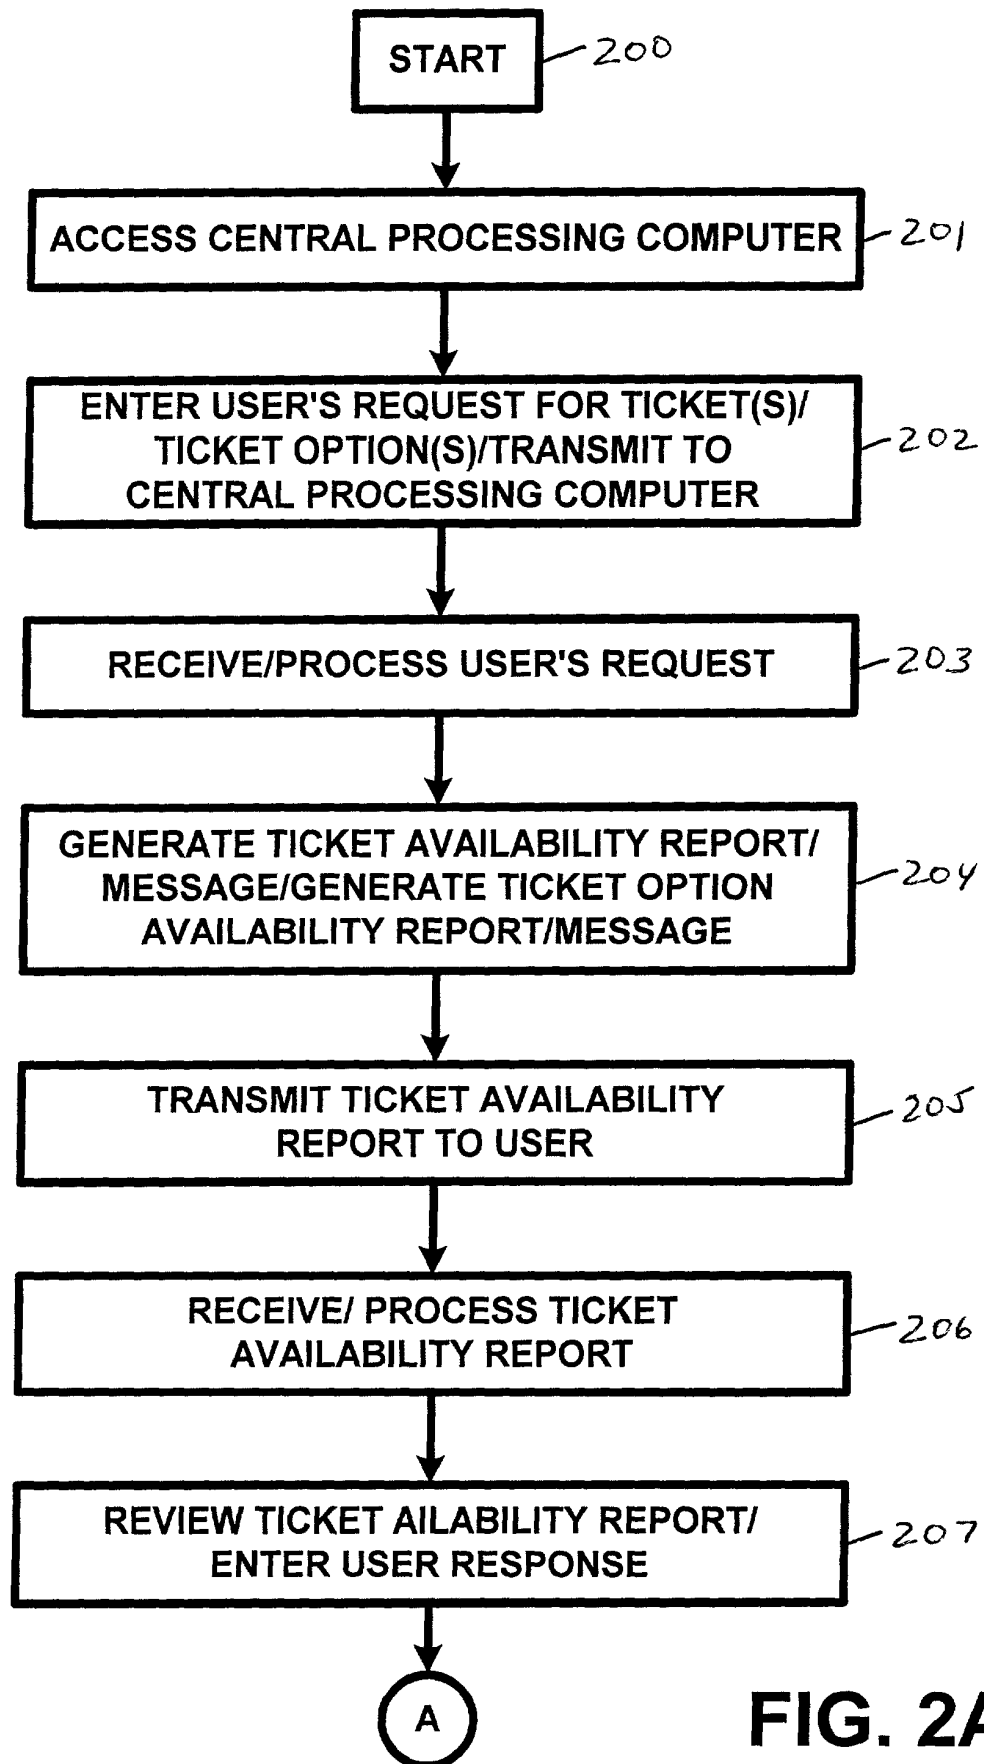 START
200
ACCESS CENTRAL PROCESSING COMPUTER
201
ENTER USER'S REQUEST FOR TICKET(S)/
TICKET OPTION(S)/TRANSMIT TO
CENTRAL PROCESSING COMPUTER
202
RECEIVE/PROCESS USER'S REQUEST
203
GENERATE TICKET AVAILABILITY REPORT/
MESSAGE/GENERATE TICKET OPTION
AVAILABILITY REPORT/MESSAGE
204
TRANSMIT TICKET AVAILABILITY
REPORT TO USER
205
RECEIVE/ PROCESS TICKET
AVAILABILITY REPORT
206
REVIEW TICKET AILABILITY REPORT/
ENTER USER RESPONSE
207
A
FIG. 2A